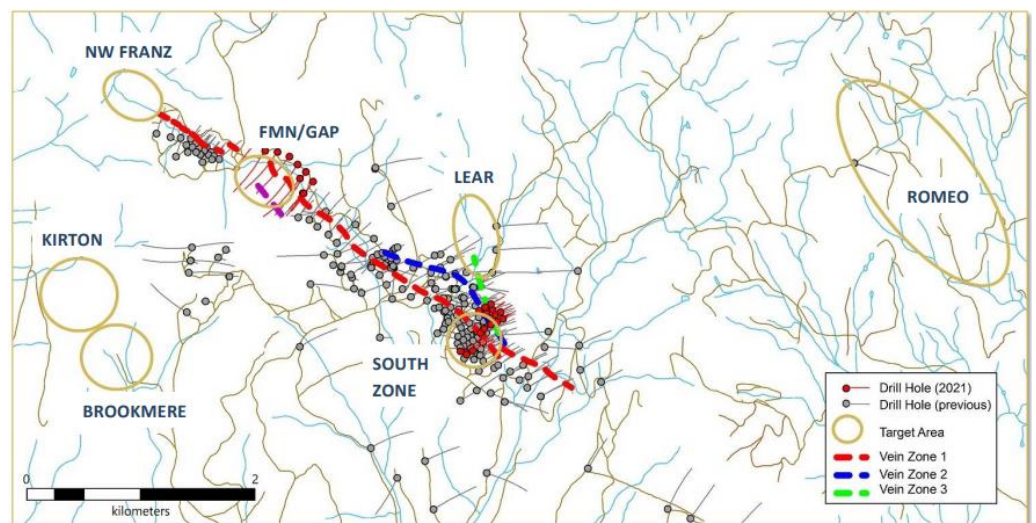 NW FRANZ
FMN/GAP
LEAR
ROMEO
KIRTON
SOUTH
ZONE
BROOKMERE
Drill Hole (2021)
Drill Hole (previous)
Target Area
Vein Zone 1
Vein Zone 2
Vein Zone 3
0 2
kilometers